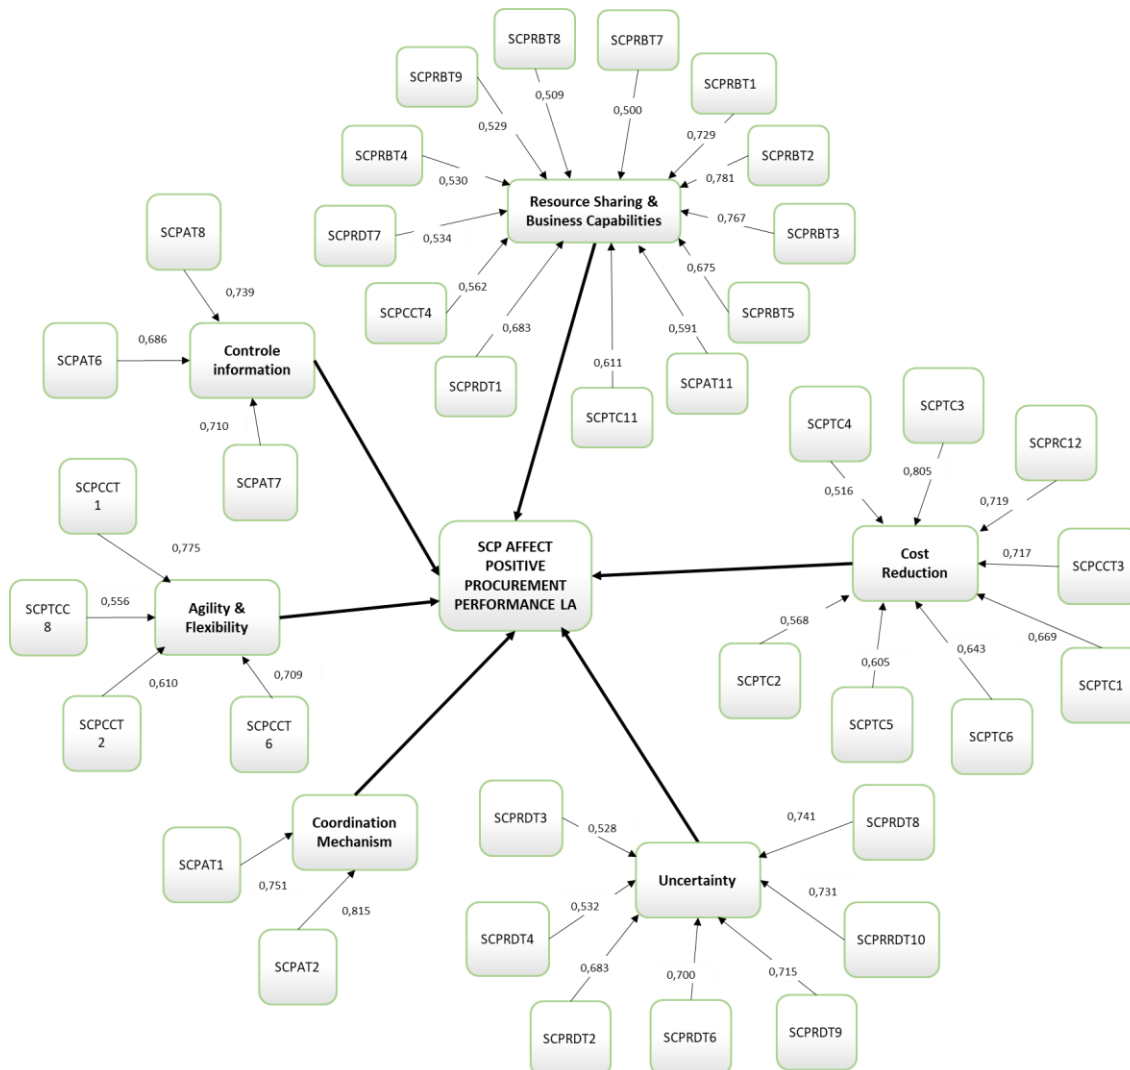 SCPRBT8
SCPRBT7
SCPRBT9
SCPRBT1
0,509
0,500
0,529
0,729
SCPRBT4
SCPRBT2
0,530
0,781
Resource Sharing &
Business Capabilities
SCPRDT7
0,534
0,767
SCPRBT3
SCPCCT4
0,562
0,675
SCPRBT5
0,683
0,611
0,591
SCPRDT1
SCPTC11
SCPAT11
SCPAT8
0,739
SCPAT6
0,686
Controle
information
0,710
SCPAT7
SCPTC4
SCPTC3
SCPRC12
0,516
0,805
0,719
Cost
Reduction
0,717
SCPCCT3
0,568
0,605
0,643
0,669
SCPTC2
SCPTC5
SCPTC6
SCPTC1
SCP AFFECT
POSITIVE
PROCUREMENT
PERFORMANCE LA
SCPCCT
1
0,775
SCPTCC
8
0,556
Agility &
Flexibility
0,610
0,709
SCPCCT
2
SCPCCT
6
Coordination
Mechanism
SCPAT1
0,751
0,815
SCPAT2
SCPRDT3
0,528
0,741
SCPRDT8
Uncertainty
SCPRDT4
0,532
0,731
SCPRRDT10
0,683
0,700
0,715
SCPRDT2
SCPRDT6
SCPRDT9